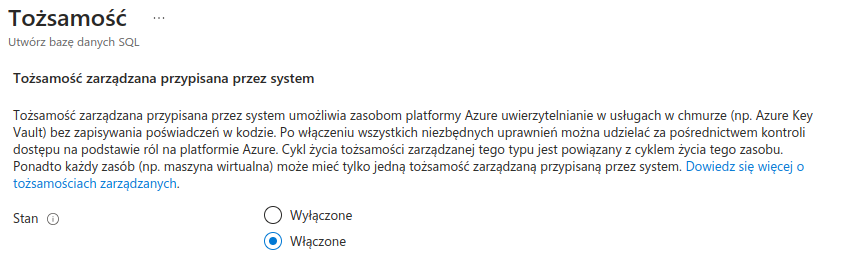 Tożsamość ...
Utwórz bazę danych SQL
Tożsamość zarządzana przypisana przez system
Tożsamość zarządzana przypisana przez system umożliwia zasobom platformy Azure uwierzytelnianie w usługach w chmurze (np. Azure Key
Vault) bez zapisywania poświadczeń w kodzie. Po włączeniu wszystkich niezbędnych uprawnień można udzielać za pośrednictwem kontroli
dostępu na podstawie ról na platformie Azure. Cykl życia tożsamości zarządzanej tego typu jest powiązany z cyklem życia tego zasobu.
Ponadto każdy zasób (np. maszyna wirtualna) może mieć tylko jedną tożsamość zarządzaną przypisaną przez system. Dowiedz się więcej o
tożsamościach zarządzanych.
Stan
Wyłączone
Włączone